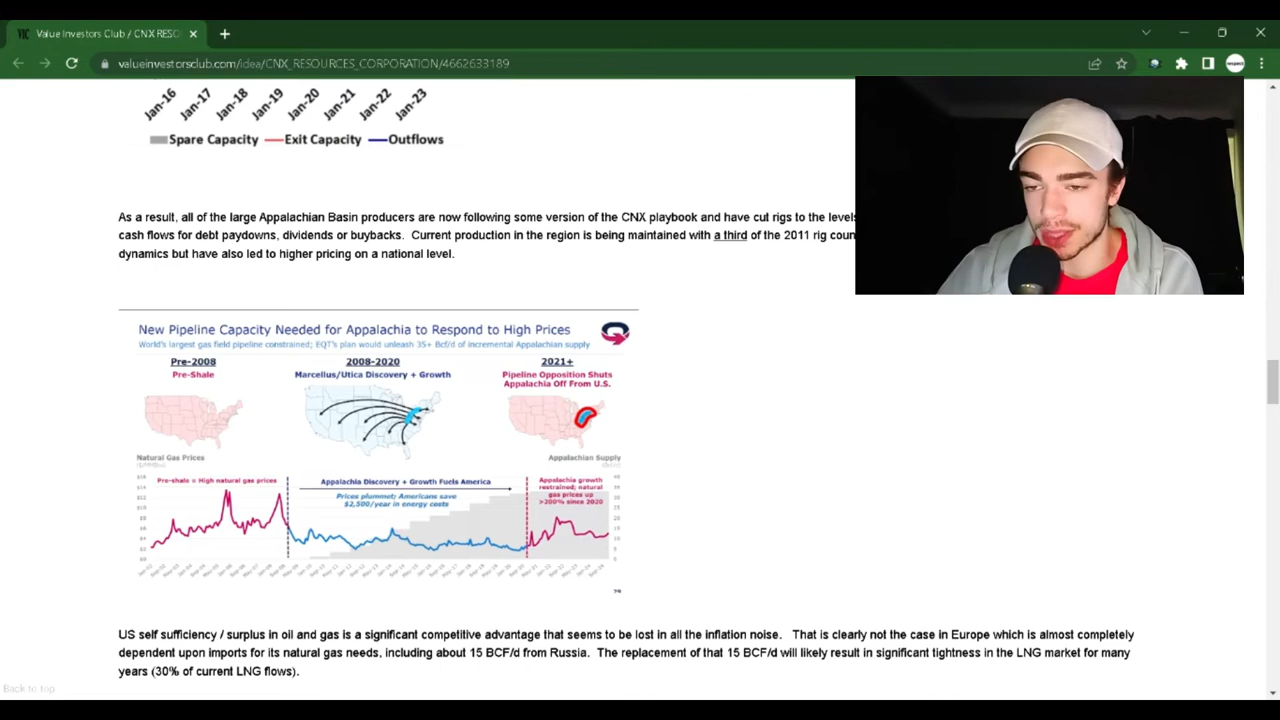 Value Investors Club / CNX RESO
valueinvestorsclub.com/idea/CNX_RESOURCES_CORPORATION/4662633189
Jan-16 Jan-17 Jan-18 Jan-19 Jan-20 Jan-21 Jan-22 Jan-23
Spare Capacity Exit Capacity Outflows
As a result, all of the large Appalachian Basin producers are now following some version of the CNX playbook and have cut rigs to the levels
cash flows for debt paydowns, dividends or buybacks. Current production in the region is being maintained with a third of the 2011 rig coun
dynamics but have also led to higher pricing on a national level.
New Pipeline Capacity Needed for Appalachia to Respond to High Prices
World's largest gas field pipeline constrained; EQT's plan would unleash 35+ Bcf/d of incremental Appalachian supply
Pre-2008 2008-2020 2021+
Pre-Shale Marcellus/Utica Discovery + Growth Pipeline Opposition Shuts
Appalachia Off From U.S.
Natural Gas Prices Appalachian Supply
Pre-shale = High natural gas prices Appalachia Discovery + Growth Fuels America Appalachia growth
restrained; natural
Prices plummet; Americans save gas prices up
$2,500/year in energy costs >200% since 2020
US self sufficiency / surplus in oil and gas is a significant competitive advantage that seems to be lost in all the inflation noise. That is clearly not the case in Europe which is almost completely
dependent upon imports for its natural gas needs, including about 15 BCF/d from Russia. The replacement of that 15 BCF/d will likely result in significant tightness in the LNG market for many
years (30% of current LNG flows).
Back to top